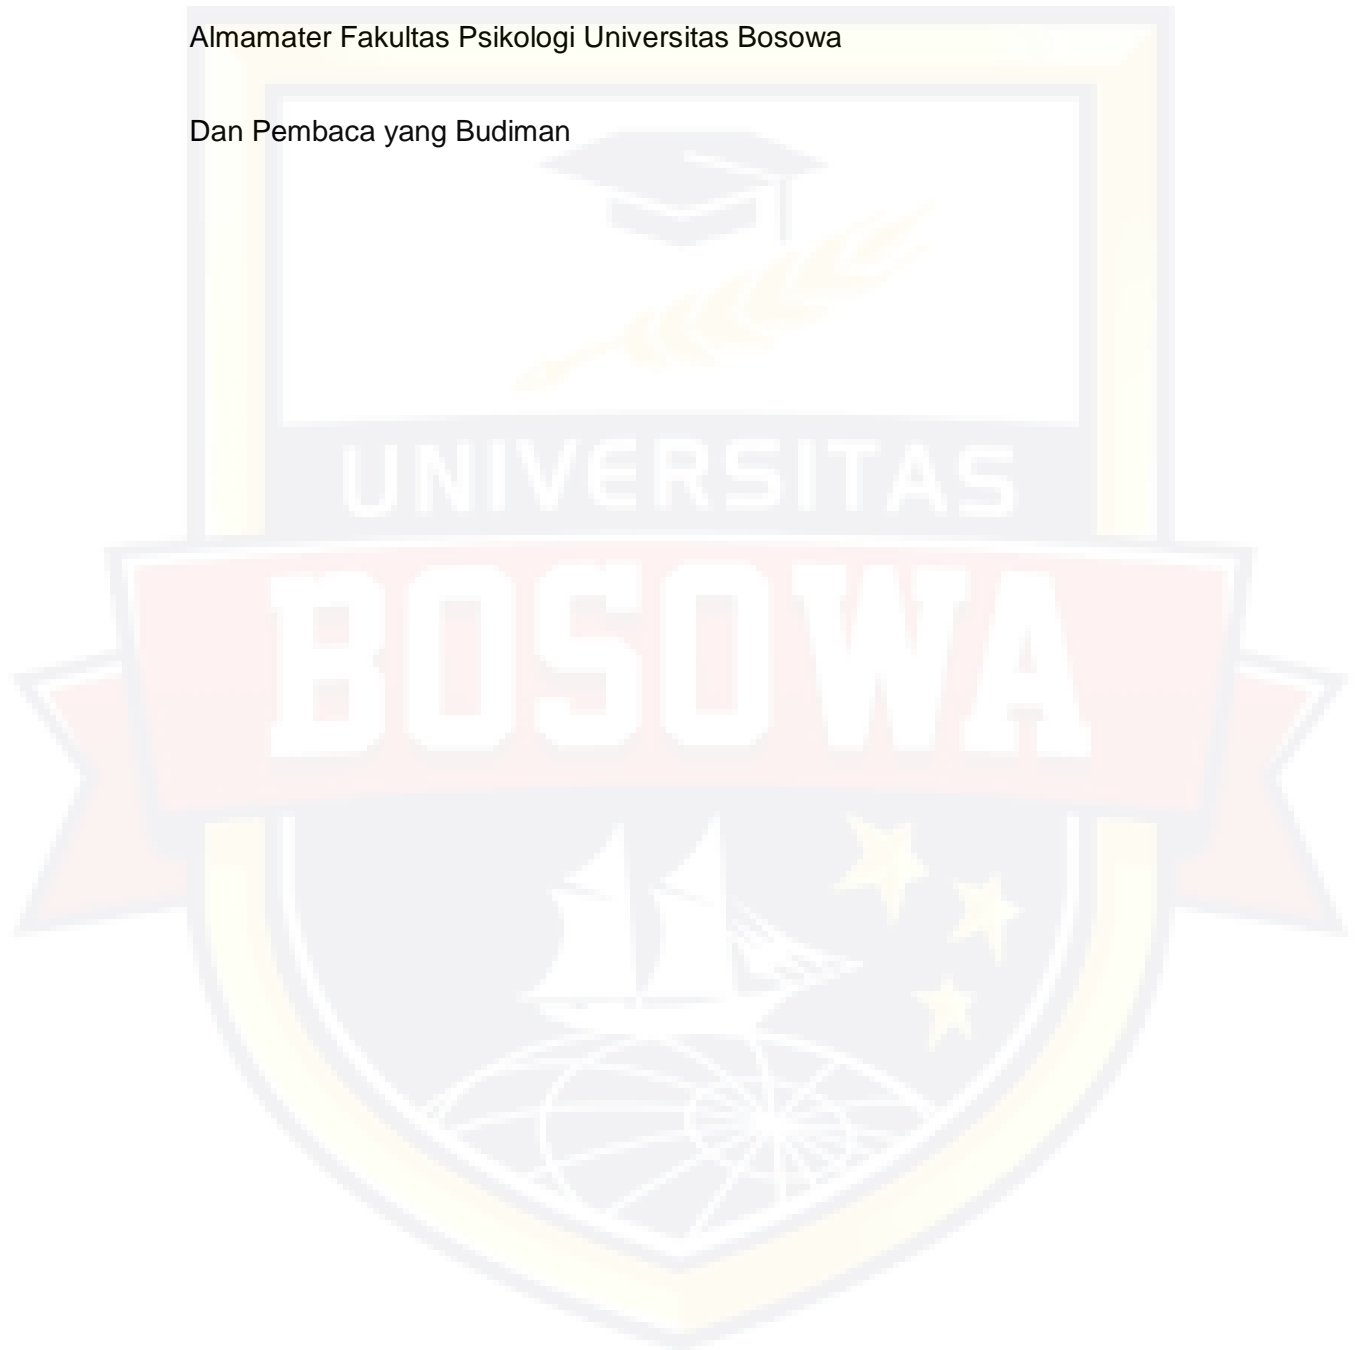 Almamater Fakultas Psikologi Universitas Bosowa
Dan Pembaca yang Budiman
UNIVERSITAS
BOSOWA